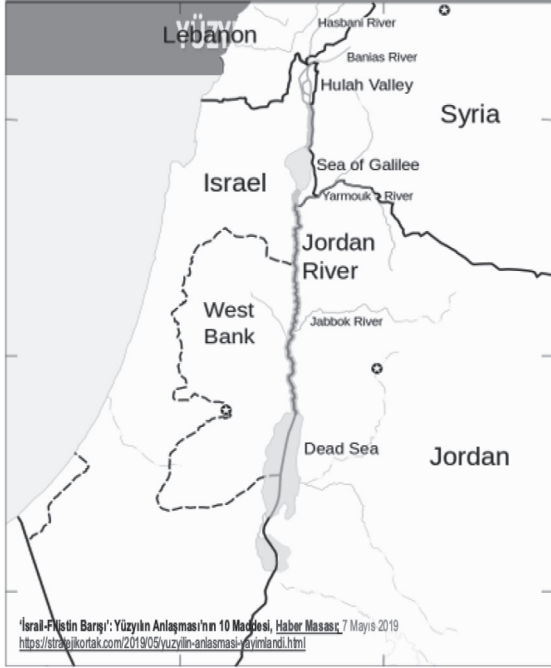 Hasbani River
Lebanon
YÜZY
Banias River
Hulah Valley
Syria
Sea of Galilee
Israel
Yarmouk River
Jordan
River
West
Bank
Jabbok River
Dead Sea
Jordan
'İsrail-Filistin Barışı': Yüzyılın Anlaşması'nın 10 Maddesi, Haber Masası; 7 Mayıs 2019
https://stratejikortak.com/2019/05/yuzyilin-anlasmasi-yayimlandi.html